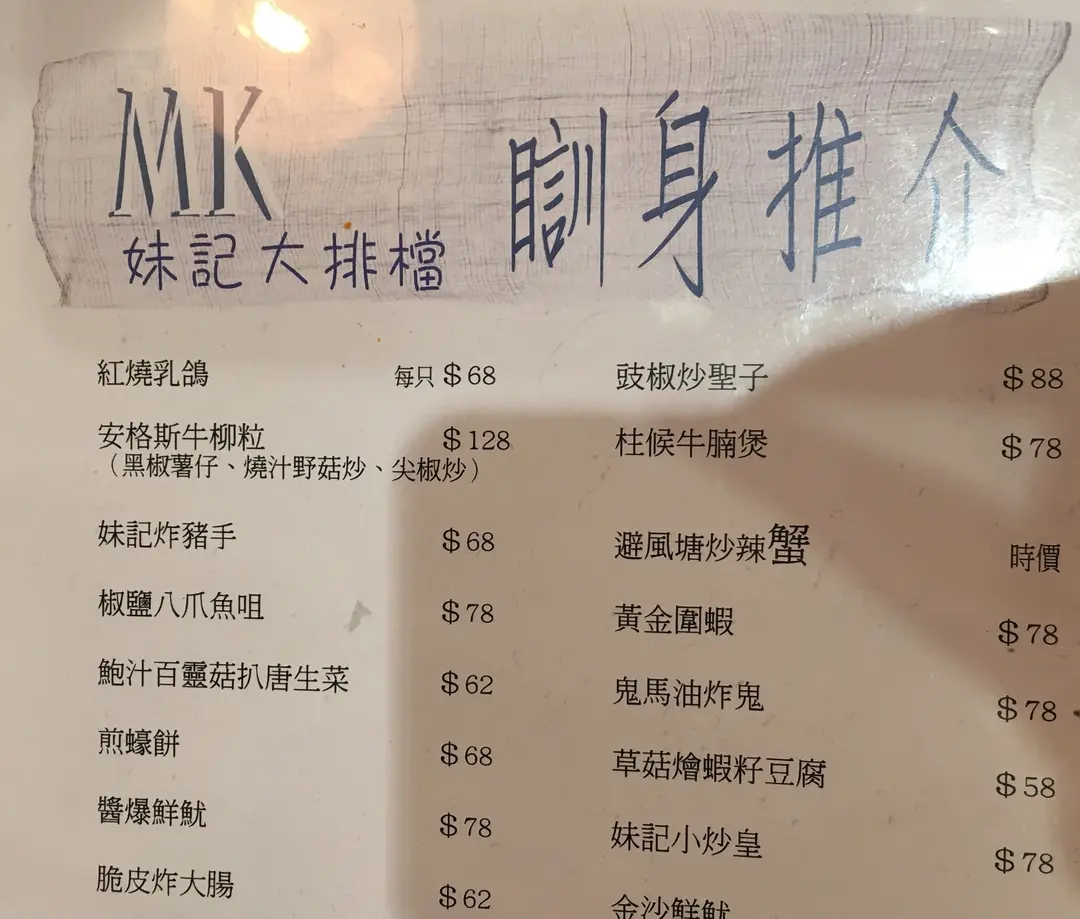 MK
妹記大排檔
瞓身推介
紅燒乳鴿 每只 $68
安格斯牛柳粒 $128
（黑椒薯仔、燒汁野菇炒、尖椒炒）
妹記炸豬手 $68
椒鹽八爪魚咀 $78
鮑汁百靈菇扒唐生菜 $62
煎蠔餅 $68
醬爆鮮魷 $78
脆皮炸大腸 $62
豉椒炒聖子 $88
柱候牛腩煲 $78
避風塘炒辣蟹 時價
黃金圍蝦 $78
鬼馬油炸鬼 $78
草菇燴蝦籽豆腐 $58
妹記小炒皇 $78
金沙鮮魷